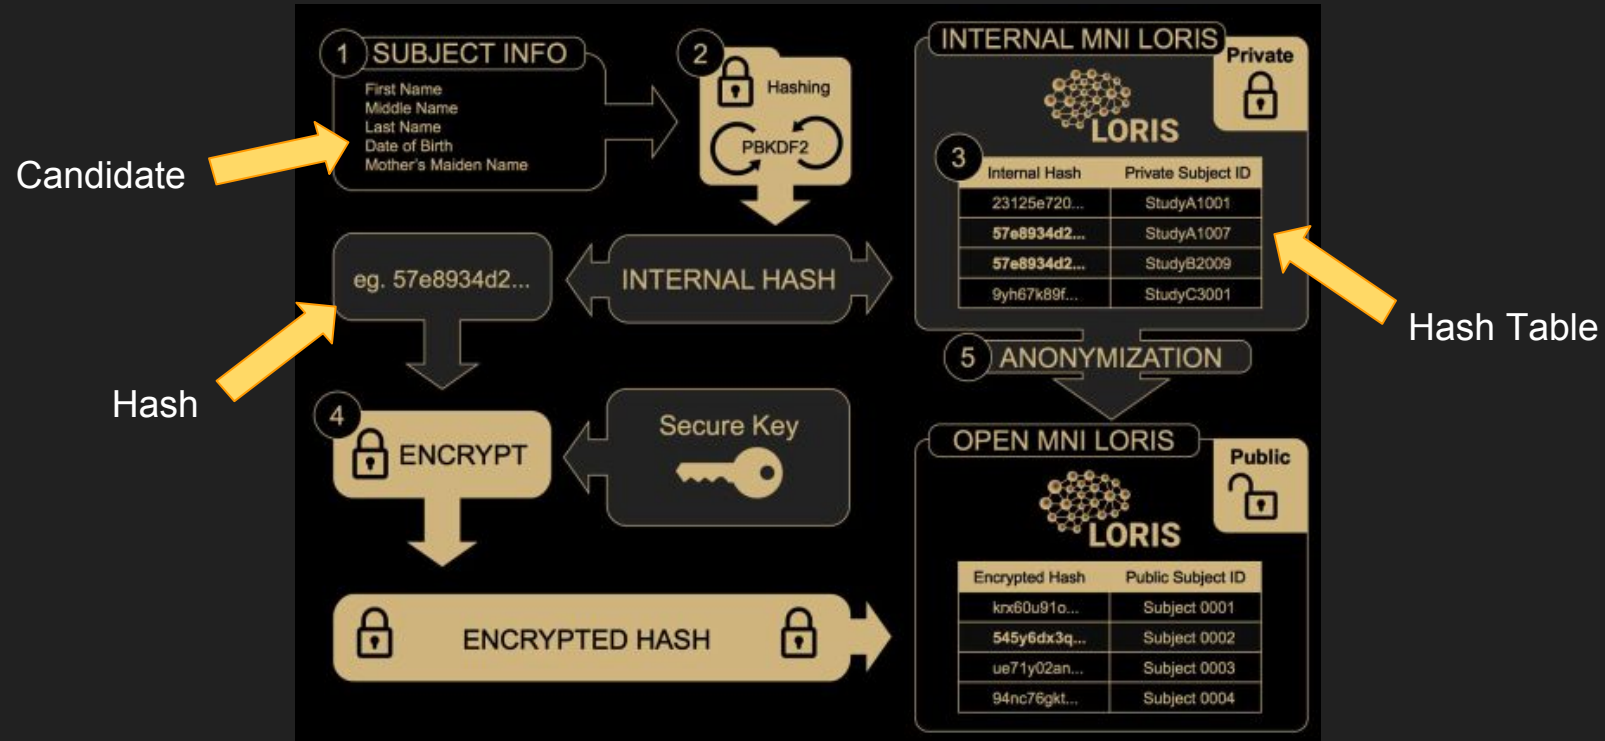 Candidate
Hash
Hash Table
1
SUBJECT INFO
First Name
Middle Name
Last Name
Date of Birth
Mother's Maiden Name
2
Hashing
PBKDF2
INTERNAL MNI LORIS
Private
LORIS
3
Internal Hash Private Subject ID
23125e720... StudyA1001
57e8934d2... StudyA1007
57e8934d2... StudyB2009
9yh67k89f... StudyC3001
eg. 57e8934d2...
INTERNAL HASH
5
ANONYMIZATION
4
ENCRYPT
Secure Key
ENCRYPTED HASH
OPEN MNI LORIS
Public
LORIS
Encrypted Hash Public Subject ID
krx60u91o... Subject 0001
545y6dx3q... Subject 0002
ue71y02an... Subject 0003
94nc76gkt... Subject 0004